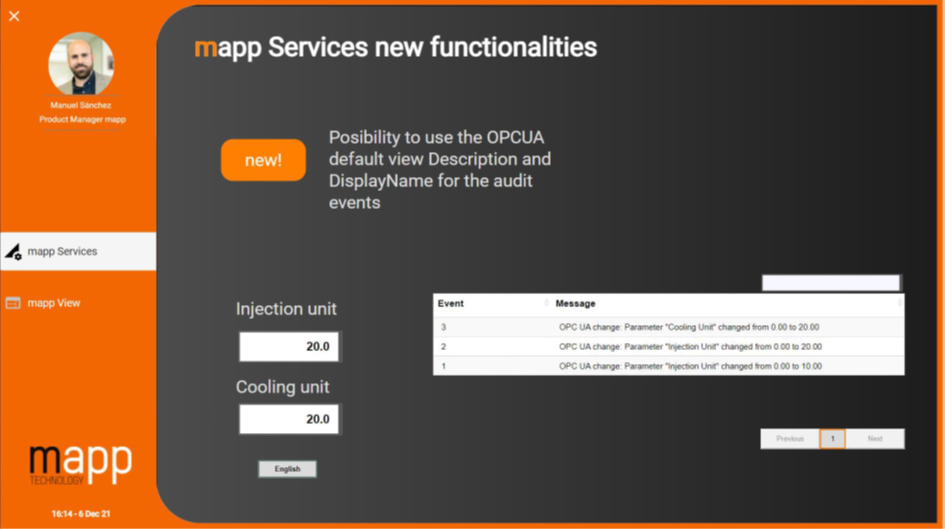 mapp Services new functionalities
Manuel Sánchez
Product Manager mapp
new!
Posibility to use the OPCUA
default view Description and
DisplayName for the audit
events
mapp Services
mapp View
Injection unit
20.0
Cooling unit
20.0
English
Event Message
3 OPC UA change: Parameter "Cooling Unit" changed from 0.00 to 20.00
2 OPC UA change: Parameter "Injection Unit" changed from 0.00 to 20.00
1 OPC UA change: Parameter "Injection Unit" changed from 0.00 to 10.00
Previous 1 Next
mapp
TECHNOLOGY
16:14 - 6 Dec 21